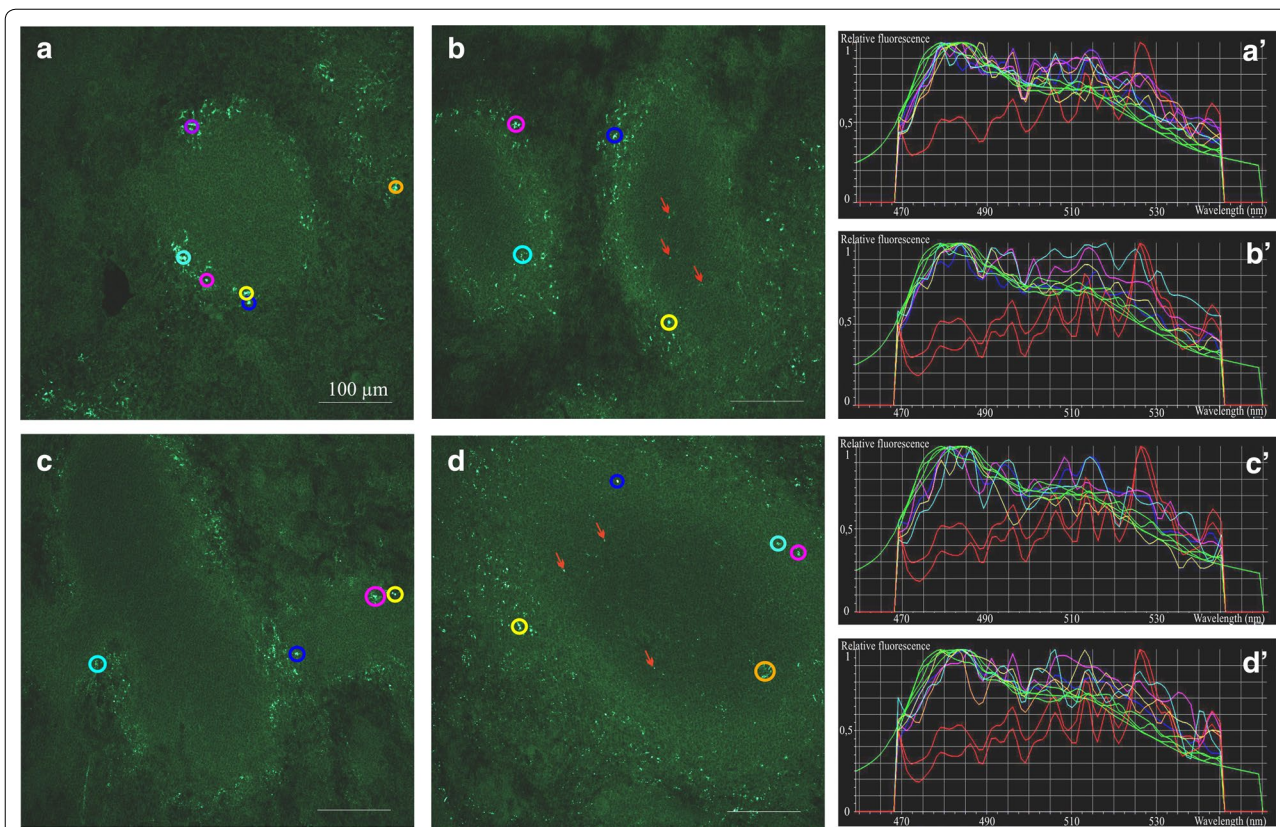 a
100 µm
b
Relative fluorescence
a'
1
0,5
0
470
490
510
530
Wavelength (nm)
Relative fluorescence
b'
1
0,5
0
470
490
510
530
Wavelength (nm)
c
d
Relative fluorescence
c'
1
0,5
0
470
490
510
530
Wavelength (nm)
Relative fluorescence
d'
1
0,5
0
470
490
510
530
Wavelength (nm)